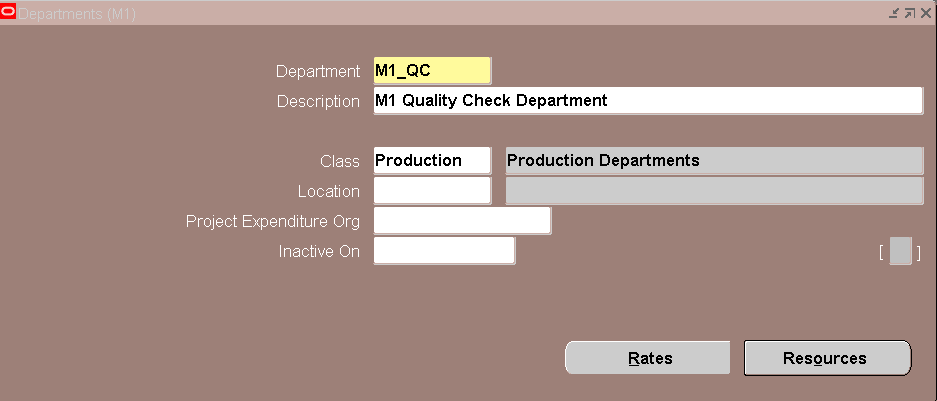 Departments (M1)
Department M1_QC
Description M1 Quality Check Department
Class Production Production Departments
Location
Project Expenditure Org
Inactive On [ ]
Rates Resources